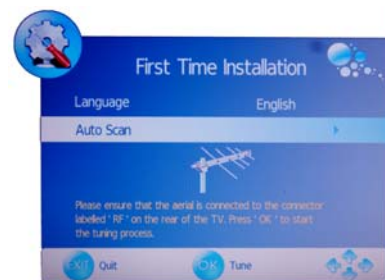 First Time Installation
Language English
Auto Scan
Please ensure that the aerial is connected to the connector
labelled ' RF ' on the rear of the TV. Press ' OK ' to start
the tuning process.
EXIT Quit OK Tune